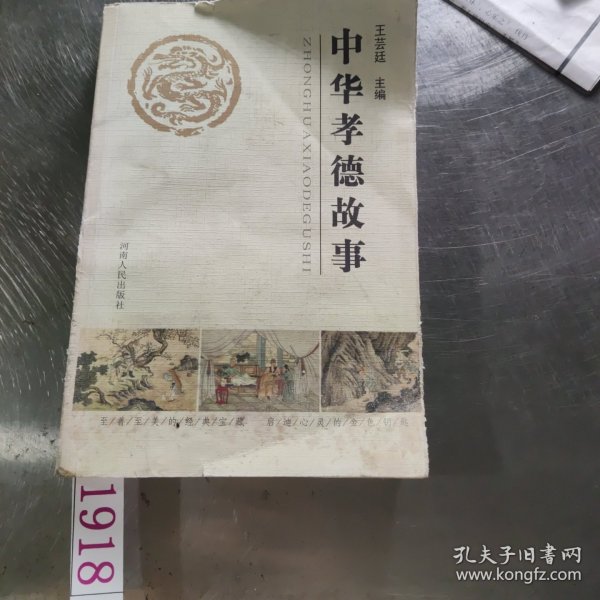 王芸廷 主编
中华孝德故事
ZHONGHUAXIAODEGUSHI
河南人民出版社
至/善/至/美/的/经/典/宝/藏 启/迪/心/灵/的/金/色/钥/匙
1918
孔夫子旧书网
www.kongfz.com